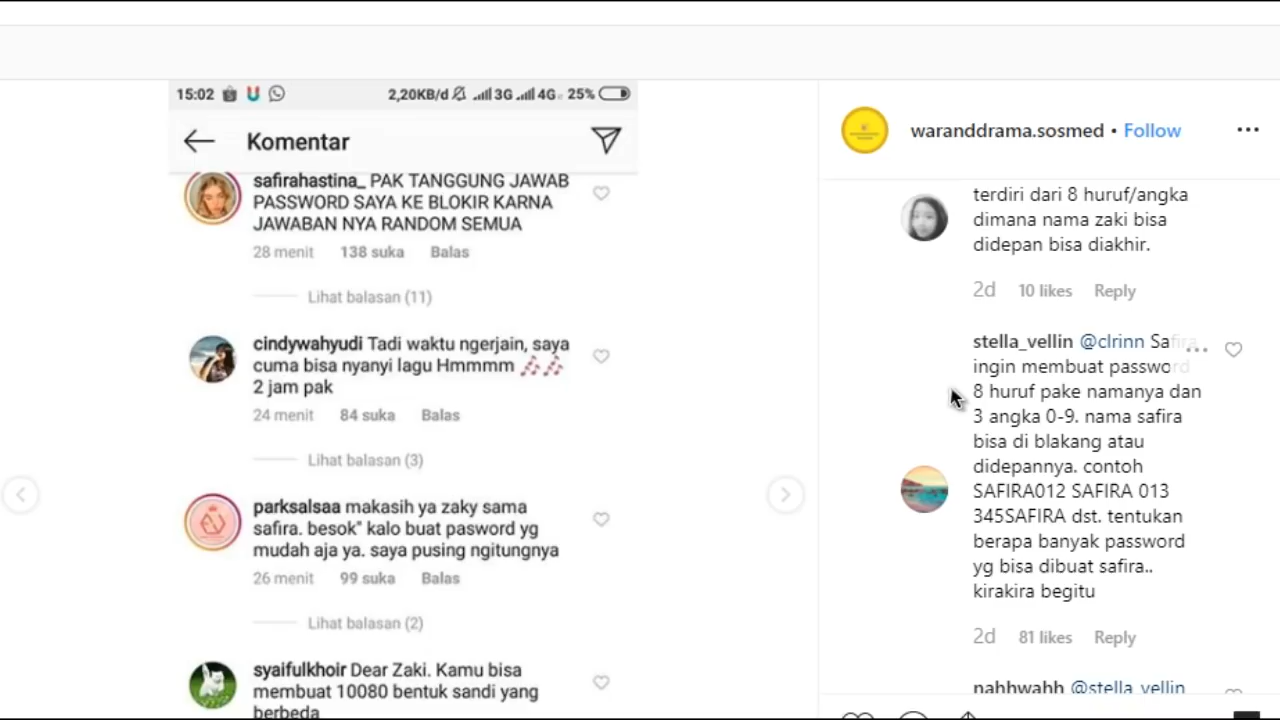 15:02 2,20KB/d 3G 4G 25%
Komentar
safirahastina_ PAK TANGGUNG JAWAB
PASSWORD SAYA KE BLOKIR KARNA
JAWABAN NYA RANDOM SEMUA
28 menit 138 suka Balas
Lihat balasan (11)
cindywahyudi Tadi waktu ngerjain, saya
cuma bisa nyanyi lagu Hmmmm 🎶🎶
2 jam pak
24 menit 84 suka Balas
Lihat balasan (3)
parksalsaa makasih ya zaky sama
safira. besok" kalo buat pasword yg
mudah aja ya. saya pusing ngitungnya
26 menit 99 suka Balas
Lihat balasan (2)
syaifulkhoir Dear Zaki. Kamu bisa
membuat 10080 bentuk sandi yang
berbeda
waranddrama.sosmed • Follow
terdiri dari 8 huruf/angka
dimana nama zaki bisa
didepan bisa diakhir.
2d 10 likes Reply
stella_vellin @clrinn Safira
ingin membuat password
8 huruf pake namanya dan
3 angka 0-9. nama safira
bisa di blakang atau
didepannya. contoh
SAFIRA012 SAFIRA 013
345SAFIRA dst. tentukan
berapa banyak password
yg bisa dibuat safira..
kirakira begitu
2d 81 likes Reply
nahhwahh @stella_vellin